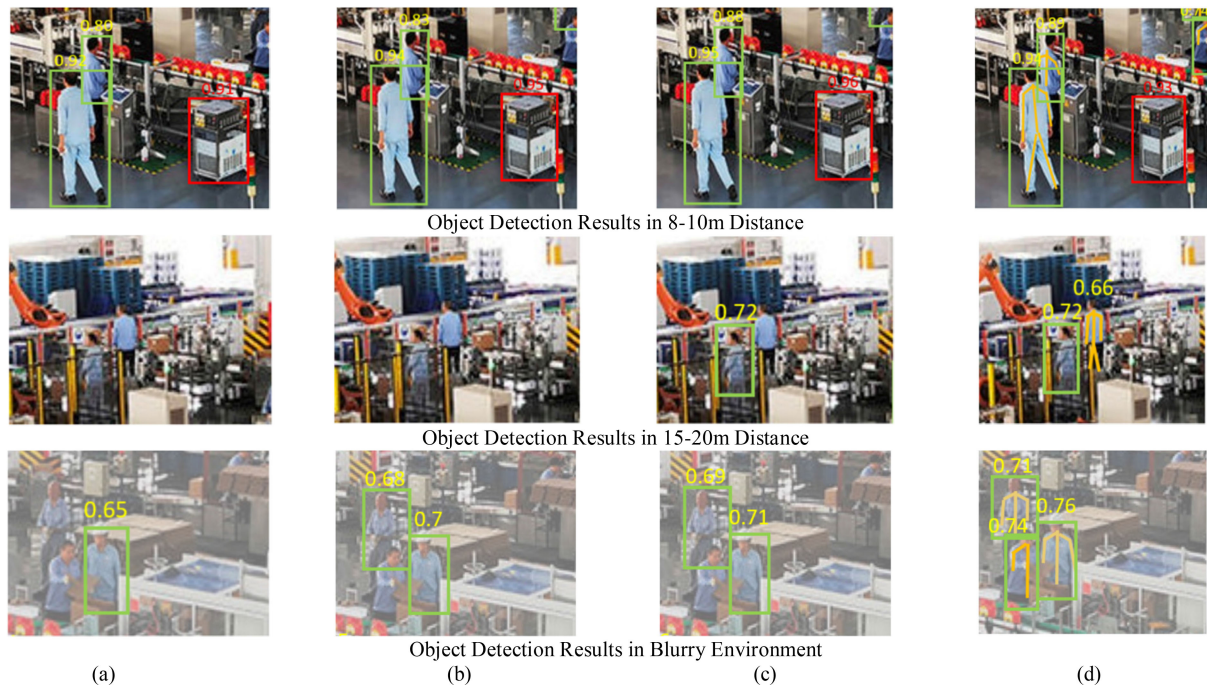 0.80 0.83 0.88 0.89
0.92 0.94 0.95 0.94
0.91 0.95 0.96 0.93
Object Detection Results in 8-10m Distance
0.66
0.72 0.72
Object Detection Results in 15-20m Distance
0.68 0.69 0.71
0.65 0.7 0.71 0.76
0.74
Object Detection Results in Blurry Environment
(a) (b) (c) (d)